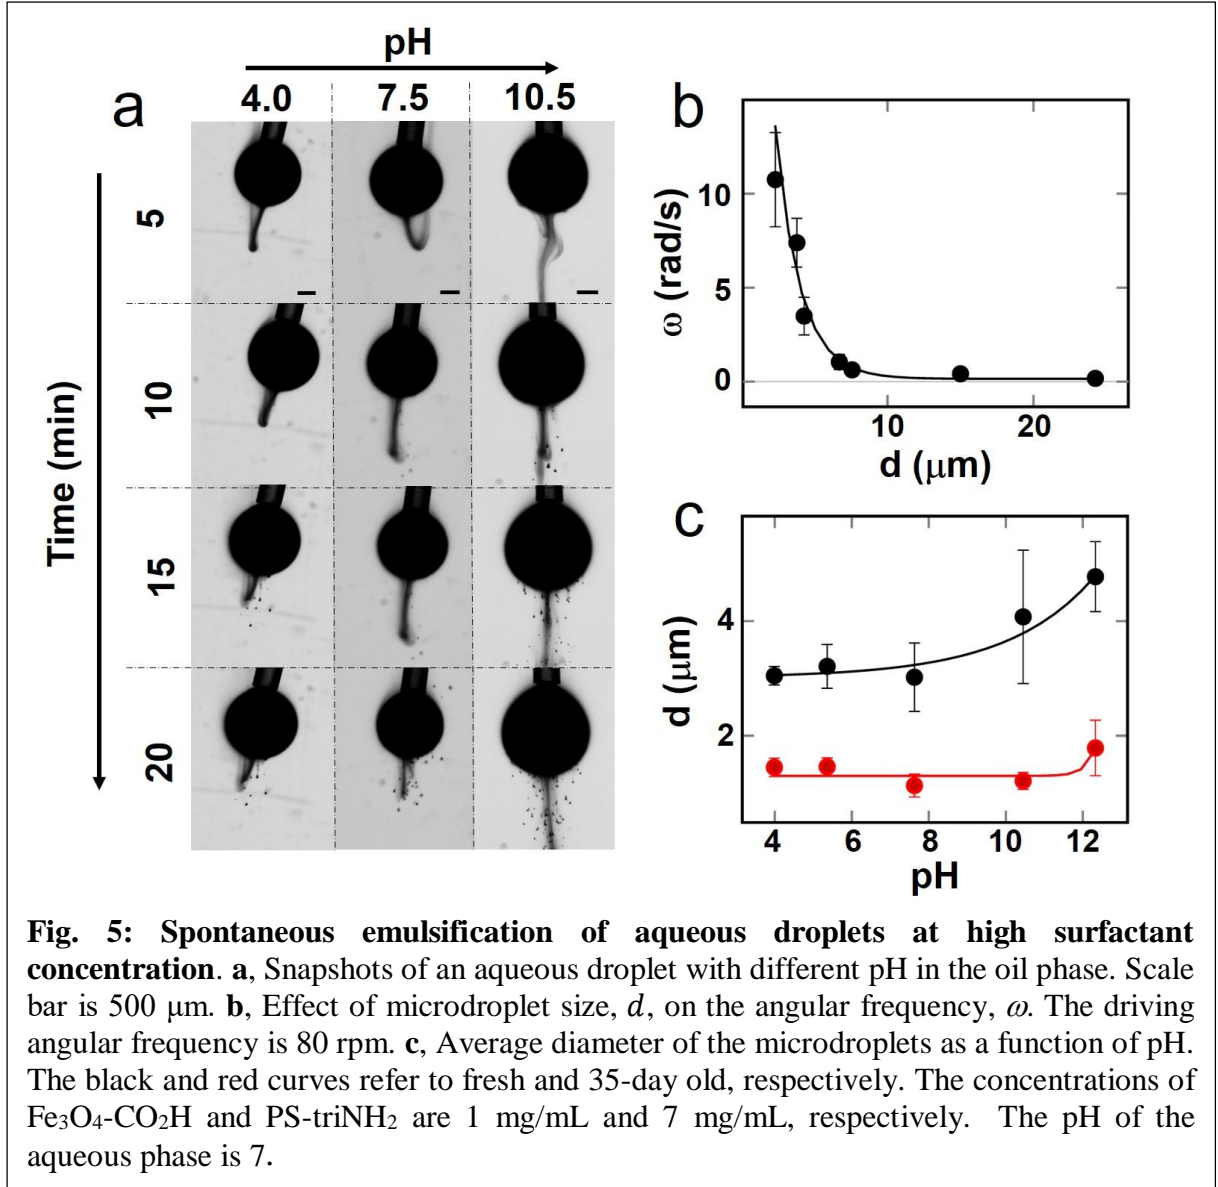 pH
a
4.0 7.5 10.5
Time (min)
5
10
15
20
b
ω (rad/s)
10
5
0
10 20
d (μm)
c
d (μm)
4
2
4 6 8 10 12
pH
Fig. 5: Spontaneous emulsification of aqueous droplets at high surfactant
concentration. a, Snapshots of an aqueous droplet with different pH in the oil phase. Scale
bar is 500 μm. b, Effect of microdroplet size, d, on the angular frequency, ω. The driving
angular frequency is 80 rpm. c, Average diameter of the microdroplets as a function of pH.
The black and red curves refer to fresh and 35-day old, respectively. The concentrations of
Fe₃O₄-CO₂H and PS-triNH₂ are 1 mg/mL and 7 mg/mL, respectively. The pH of the
aqueous phase is 7.